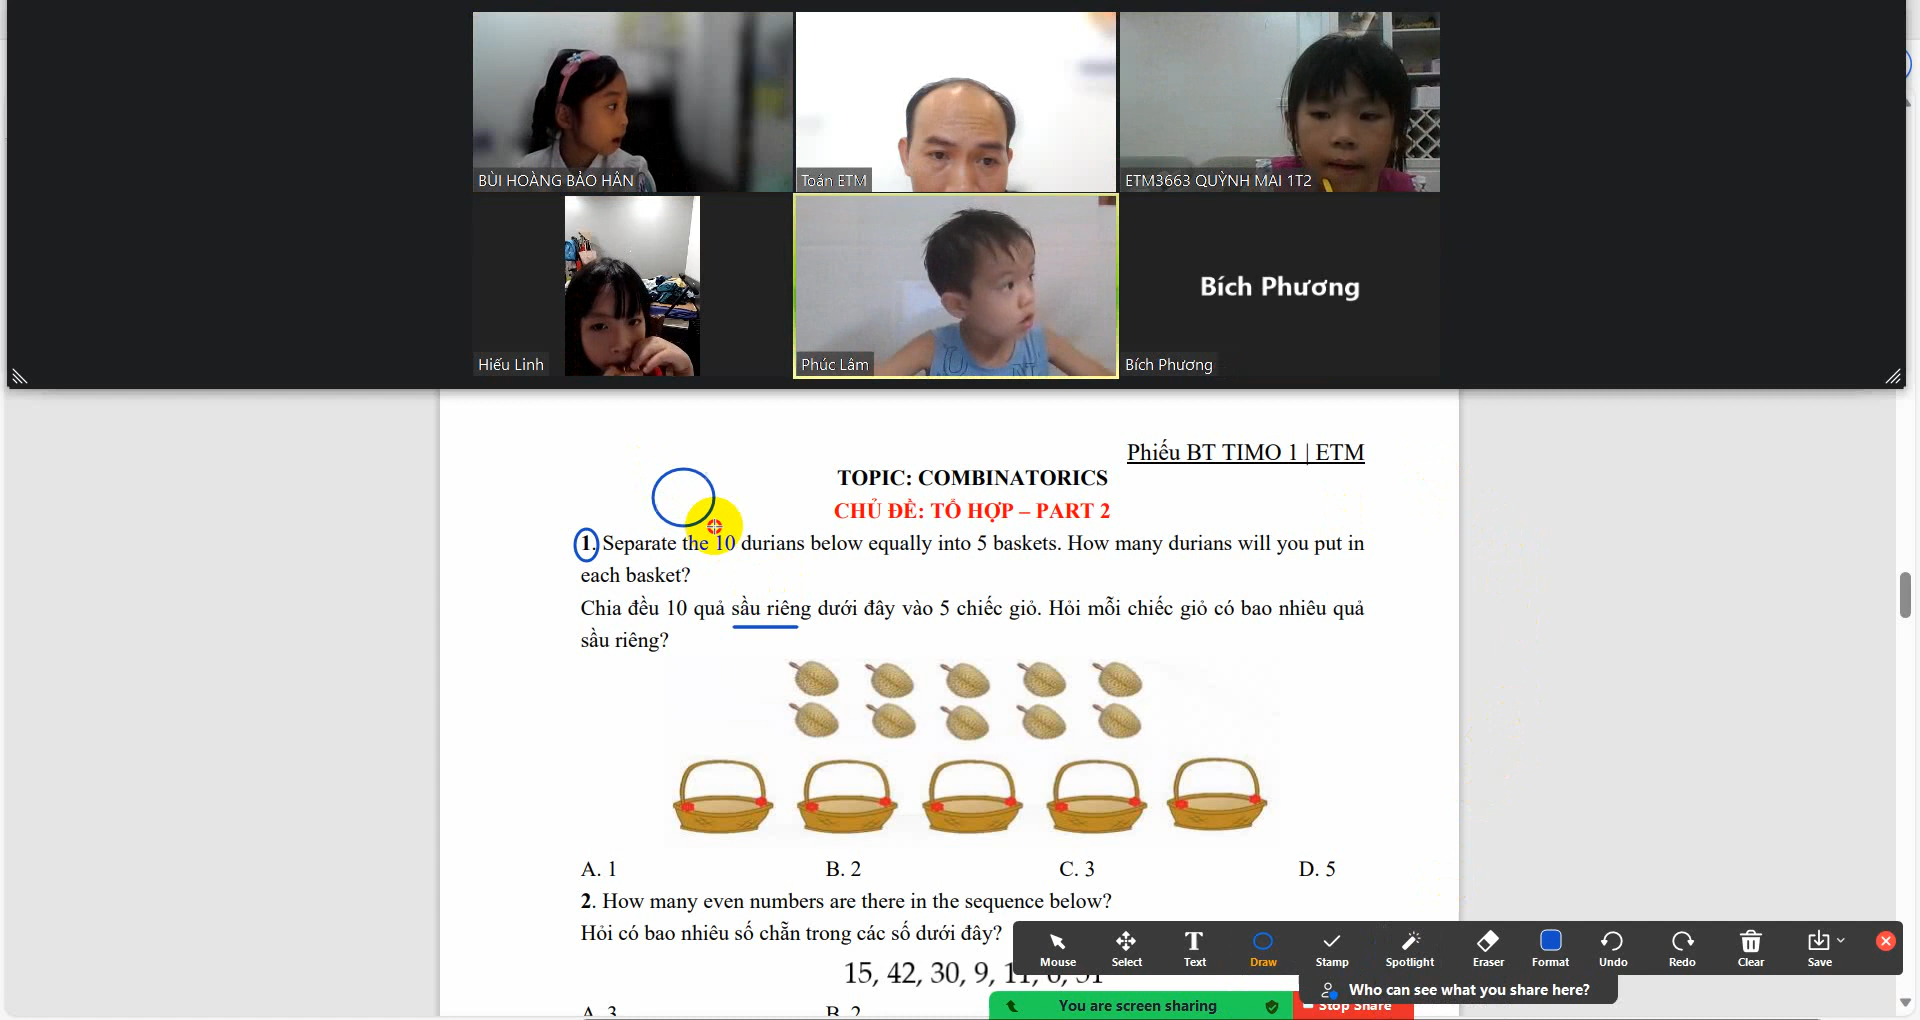 BÙI HOÀNG BẢO HÂN
Toán ETM
ETM3663 QUỲNH MAI 1T2
Hiếu Linh
Phúc Lâm
Bích Phương
Bích Phương
Phiếu BT TIMO 1 | ETM
TOPIC: COMBINATORICS
CHỦ ĐỀ: TỔ HỢP – PART 2
1. Separate the 10 durians below equally into 5 baskets. How many durians will you put in
each basket?
Chia đều 10 quả sầu riêng dưới đây vào 5 chiếc giỏ. Hỏi mỗi chiếc giỏ có bao nhiêu quả
sầu riêng?
A. 1 B. 2 C. 3 D. 5
2. How many even numbers are there in the sequence below?
Hỏi có bao nhiêu số chẵn trong các số dưới đây?
15, 42, 30, 9, 11,
A. 3 B. 2
Mouse Select Text Draw Stamp Spotlight Eraser Format Undo Redo Clear Save
Who can see what you share here?
You are screen sharing Stop Share